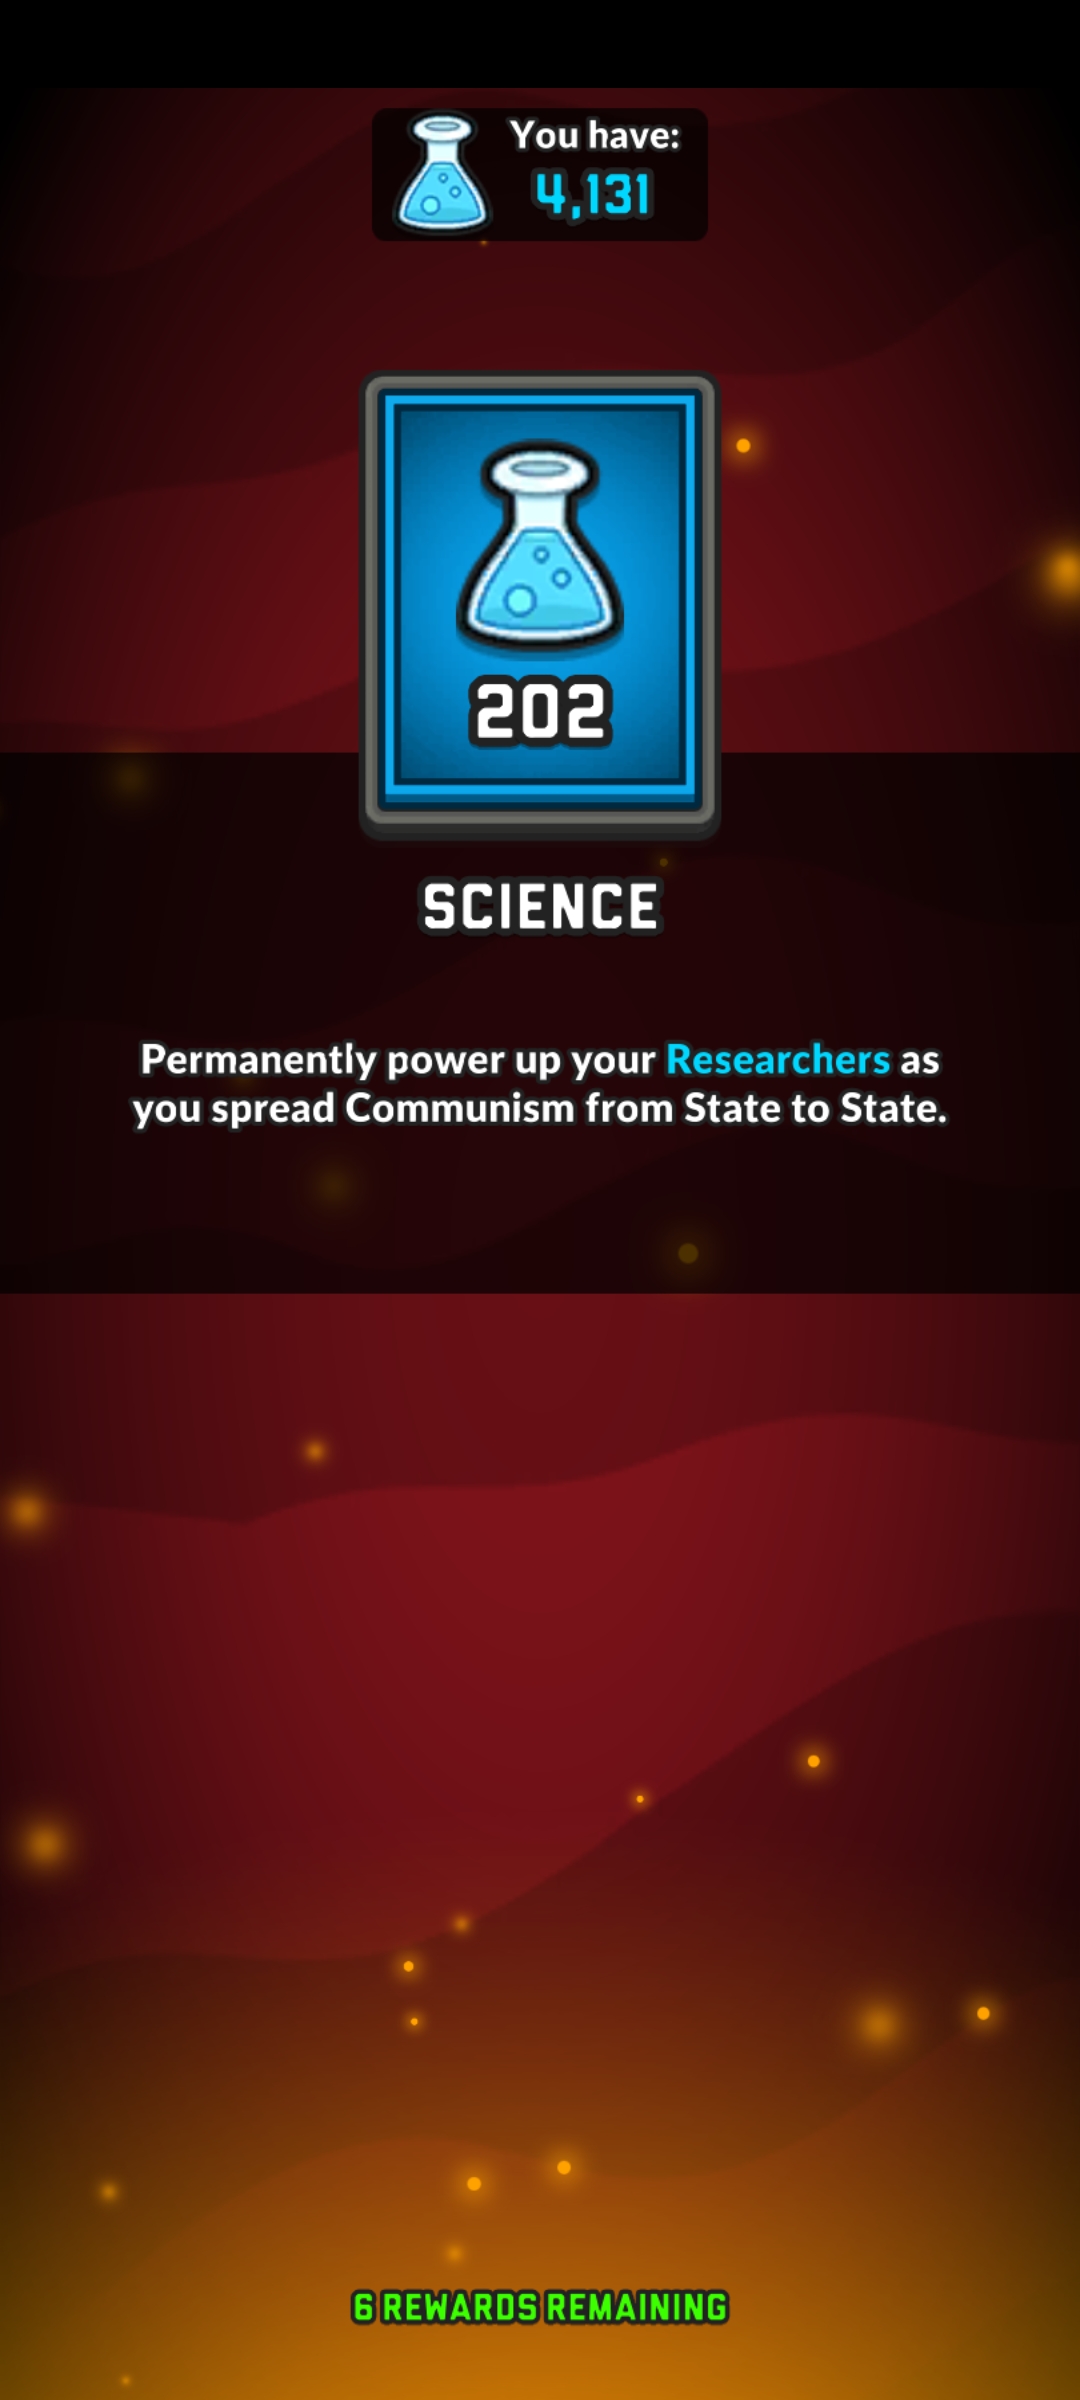 You have:
4,131
202
SCIENCE
Permanently power up your Researchers as
you spread Communism from State to State.
6 REWARDS REMAINING